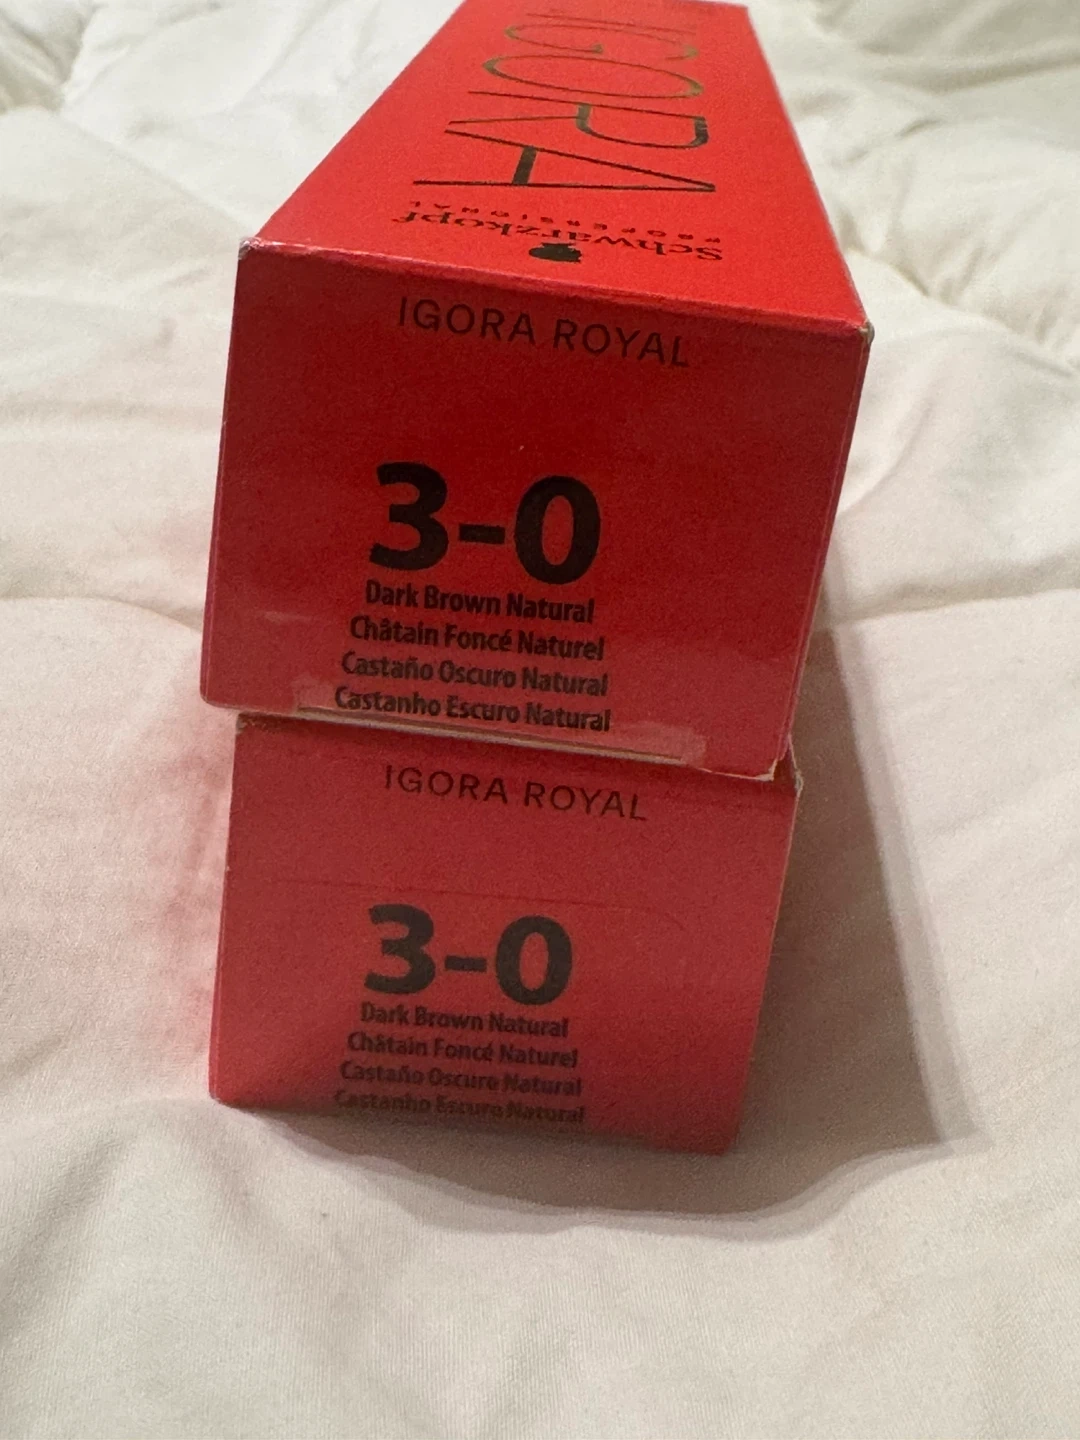 IGORA
Schwarzkopf
PROFESSIONAL
IGORA ROYAL
3-0
Dark Brown Natural
Châtain Foncé Naturel
Castaño Oscuro Natural
Castanho Escuro Natural
IGORA ROYAL
3-0
Dark Brown Natural
Châtain Foncé Naturel
Castaño Oscuro Natural
Castanho Escuro Natural